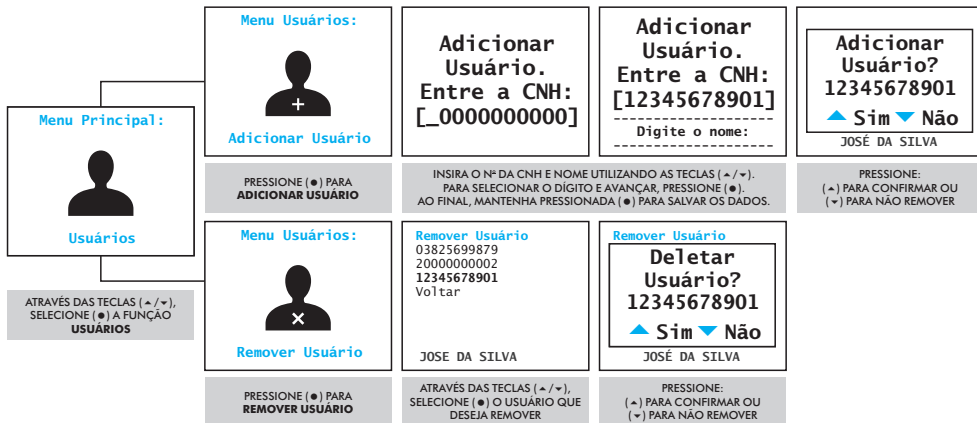 Menu Principal:
Usuários
ATRAVÉS DAS TECLAS (▲/▼),
SELECIONE (●) A FUNÇÃO
USUÁRIOS
Menu Usuários:
Adicionar Usuário
PRESSIONE (●) PARA
ADICIONAR USUÁRIO
Adicionar
Usuário.
Entre a CNH:
[_0000000000]
Adicionar
Usuário.
Entre a CNH:
[12345678901]
Digite o nome:
INSIRA O Nº DA CNH E NOME UTILIZANDO AS TECLAS (▲/▼).
PARA SELECIONAR O DÍGITO E AVANÇAR, PRESSIONE (●).
AO FINAL, MANTENHA PRESSIONADA (●) PARA SALVAR OS DADOS.
Adicionar
Usuário?
12345678901
▲ Sim ▼ Não
JOSÉ DA SILVA
PRESSIONE:
(▲) PARA CONFIRMAR OU
(▼) PARA NÃO REMOVER
Menu Usuários:
Remover Usuário
PRESSIONE (●) PARA
REMOVER USUÁRIO
Remover Usuário
03825699879
20000000002
12345678901
Voltar
JOSE DA SILVA
ATRAVÉS DAS TECLAS (▲/▼),
SELECIONE (●) O USUÁRIO QUE
DESEJA REMOVER
Remover Usuário
Deletar
Usuário?
12345678901
▲ Sim ▼ Não
JOSÉ DA SILVA
PRESSIONE:
(▲) PARA CONFIRMAR OU
(▼) PARA NÃO REMOVER